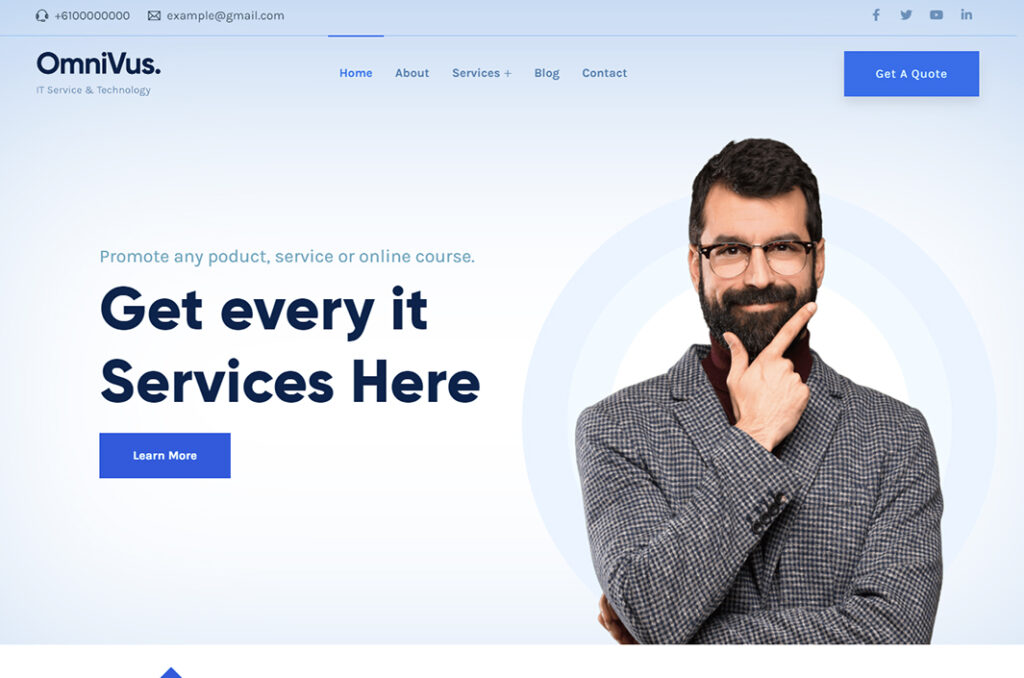 +6100000000 example@gmail.com
OmniVus.
IT Service & Technology
Home About Services + Blog Contact
Get A Quote
Promote any poduct, service or online course.
Get every it
Services Here
Learn More